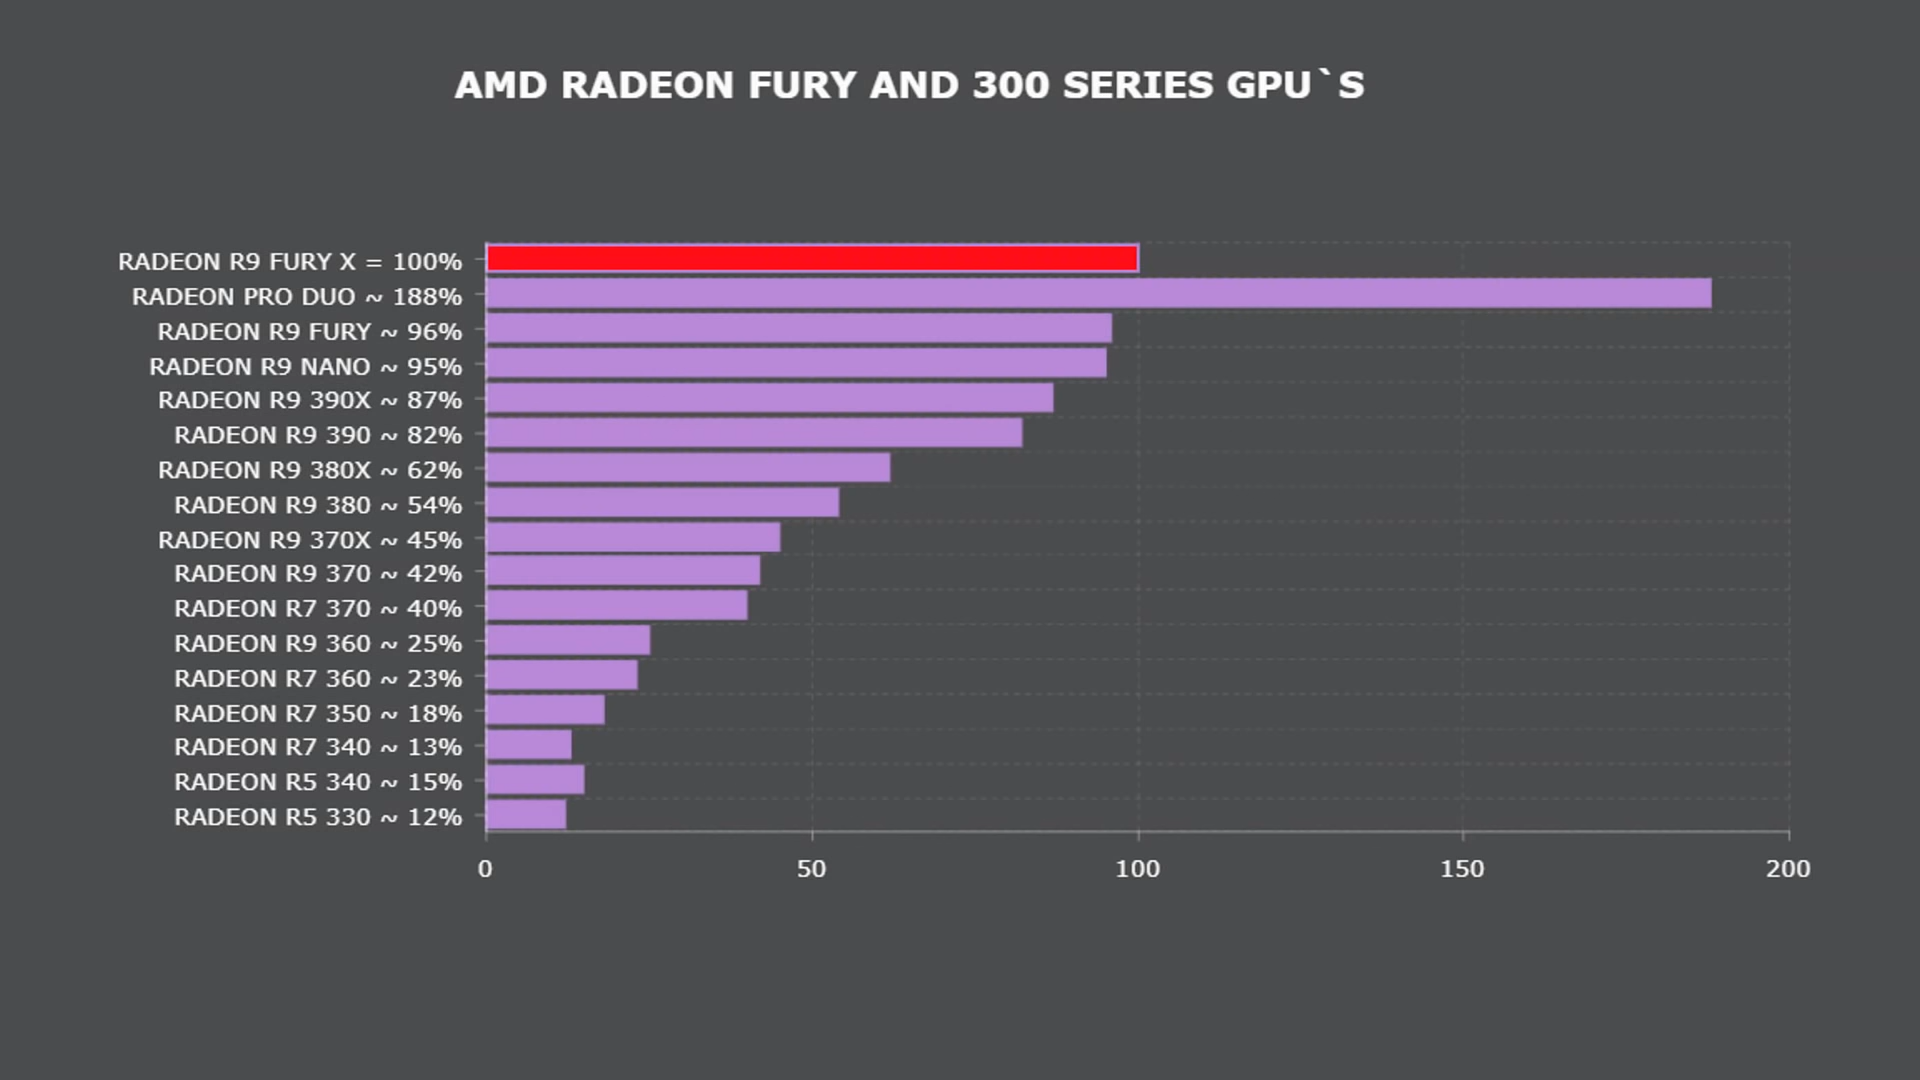 AMD RADEON FURY AND 300 SERIES GPU`S
RADEON R9 FURY X = 100%
RADEON PRO DUO ~ 188%
RADEON R9 FURY ~ 96%
RADEON R9 NANO ~ 95%
RADEON R9 390X ~ 87%
RADEON R9 390 ~ 82%
RADEON R9 380X ~ 62%
RADEON R9 380 ~ 54%
RADEON R9 370X ~ 45%
RADEON R9 370 ~ 42%
RADEON R7 370 ~ 40%
RADEON R9 360 ~ 25%
RADEON R7 360 ~ 23%
RADEON R7 350 ~ 18%
RADEON R7 340 ~ 13%
RADEON R5 340 ~ 15%
RADEON R5 330 ~ 12%
0 50 100 150 200